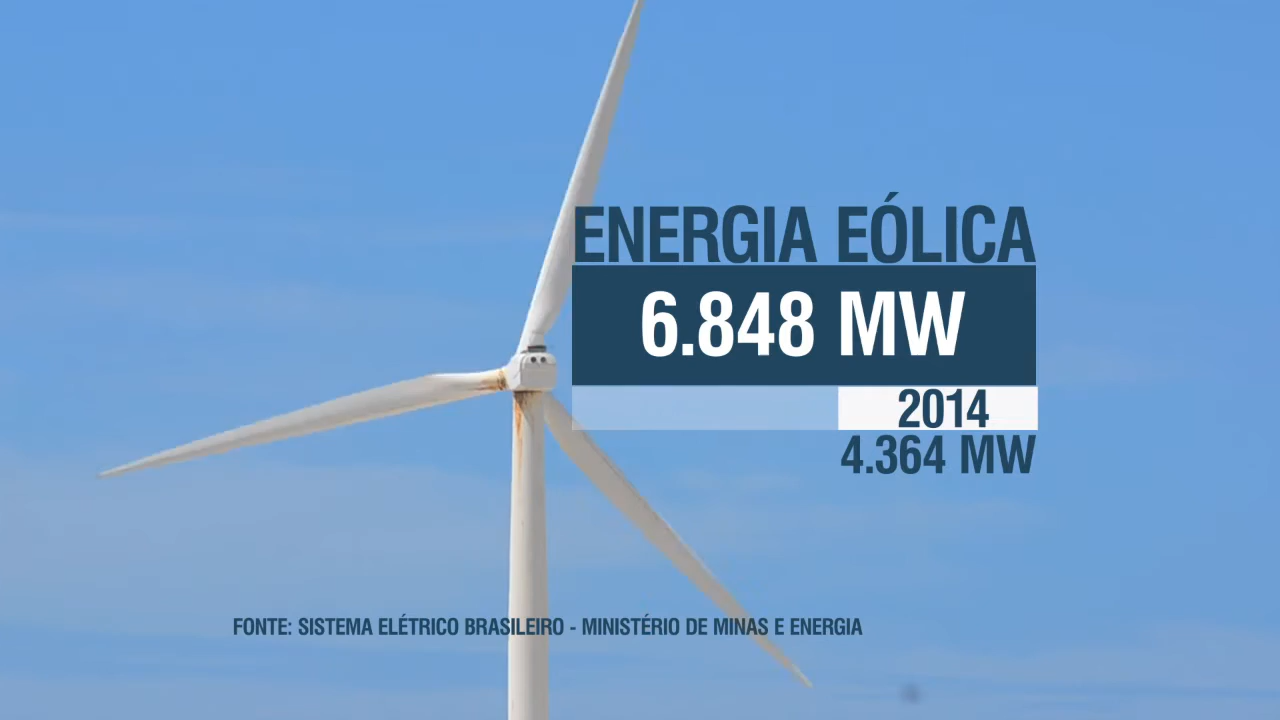 ENERGIA EÓLICA
6.848 MW
2014
4.364 MW
FONTE: SISTEMA ELÉTRICO BRASILEIRO - MINISTÉRIO DE MINAS E ENERGIA